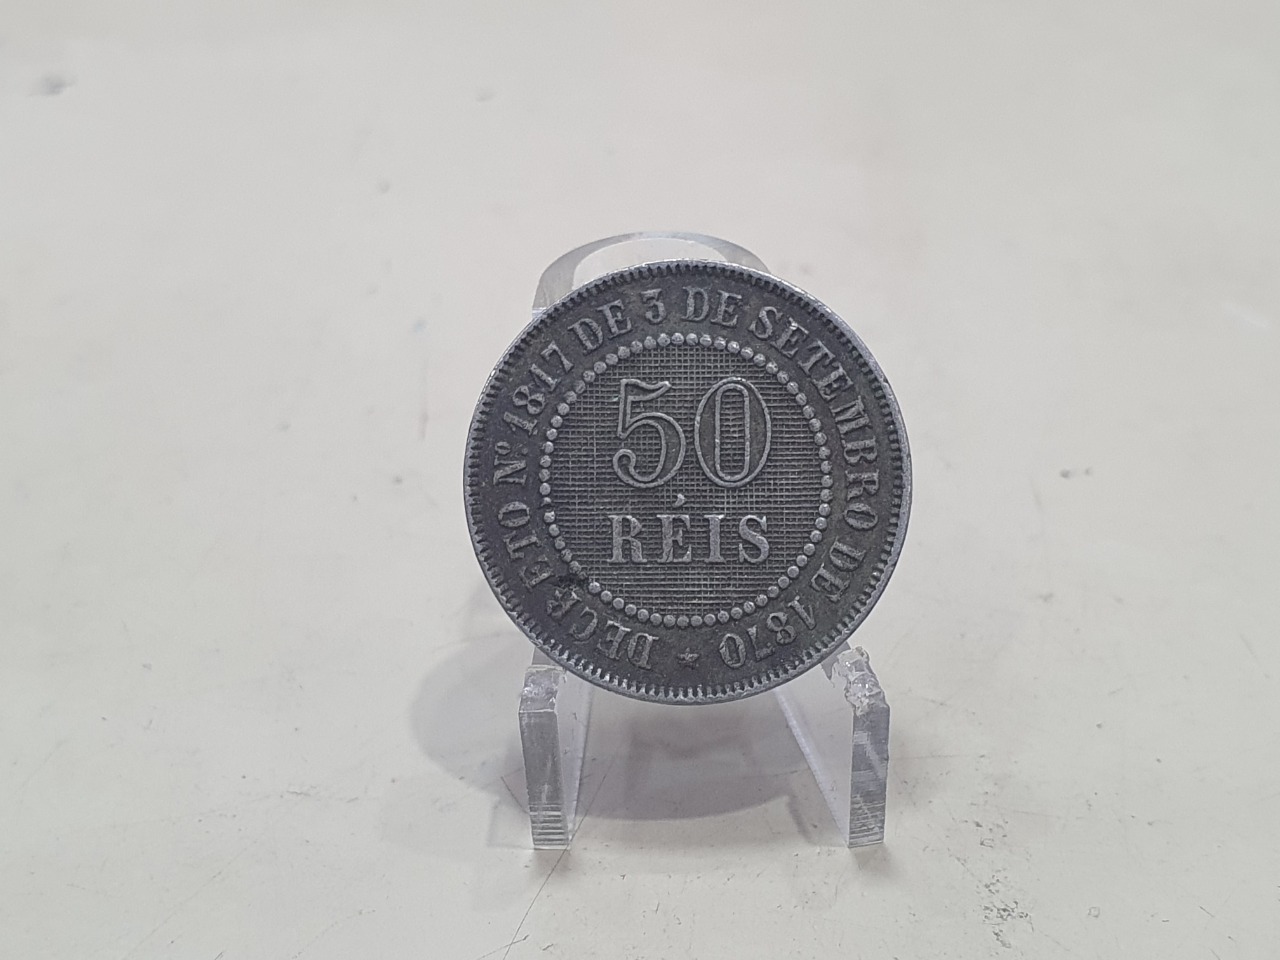 DECRETO Nº 1817 DE 3 DE SETEMBRO DE 1870
50
RÉIS